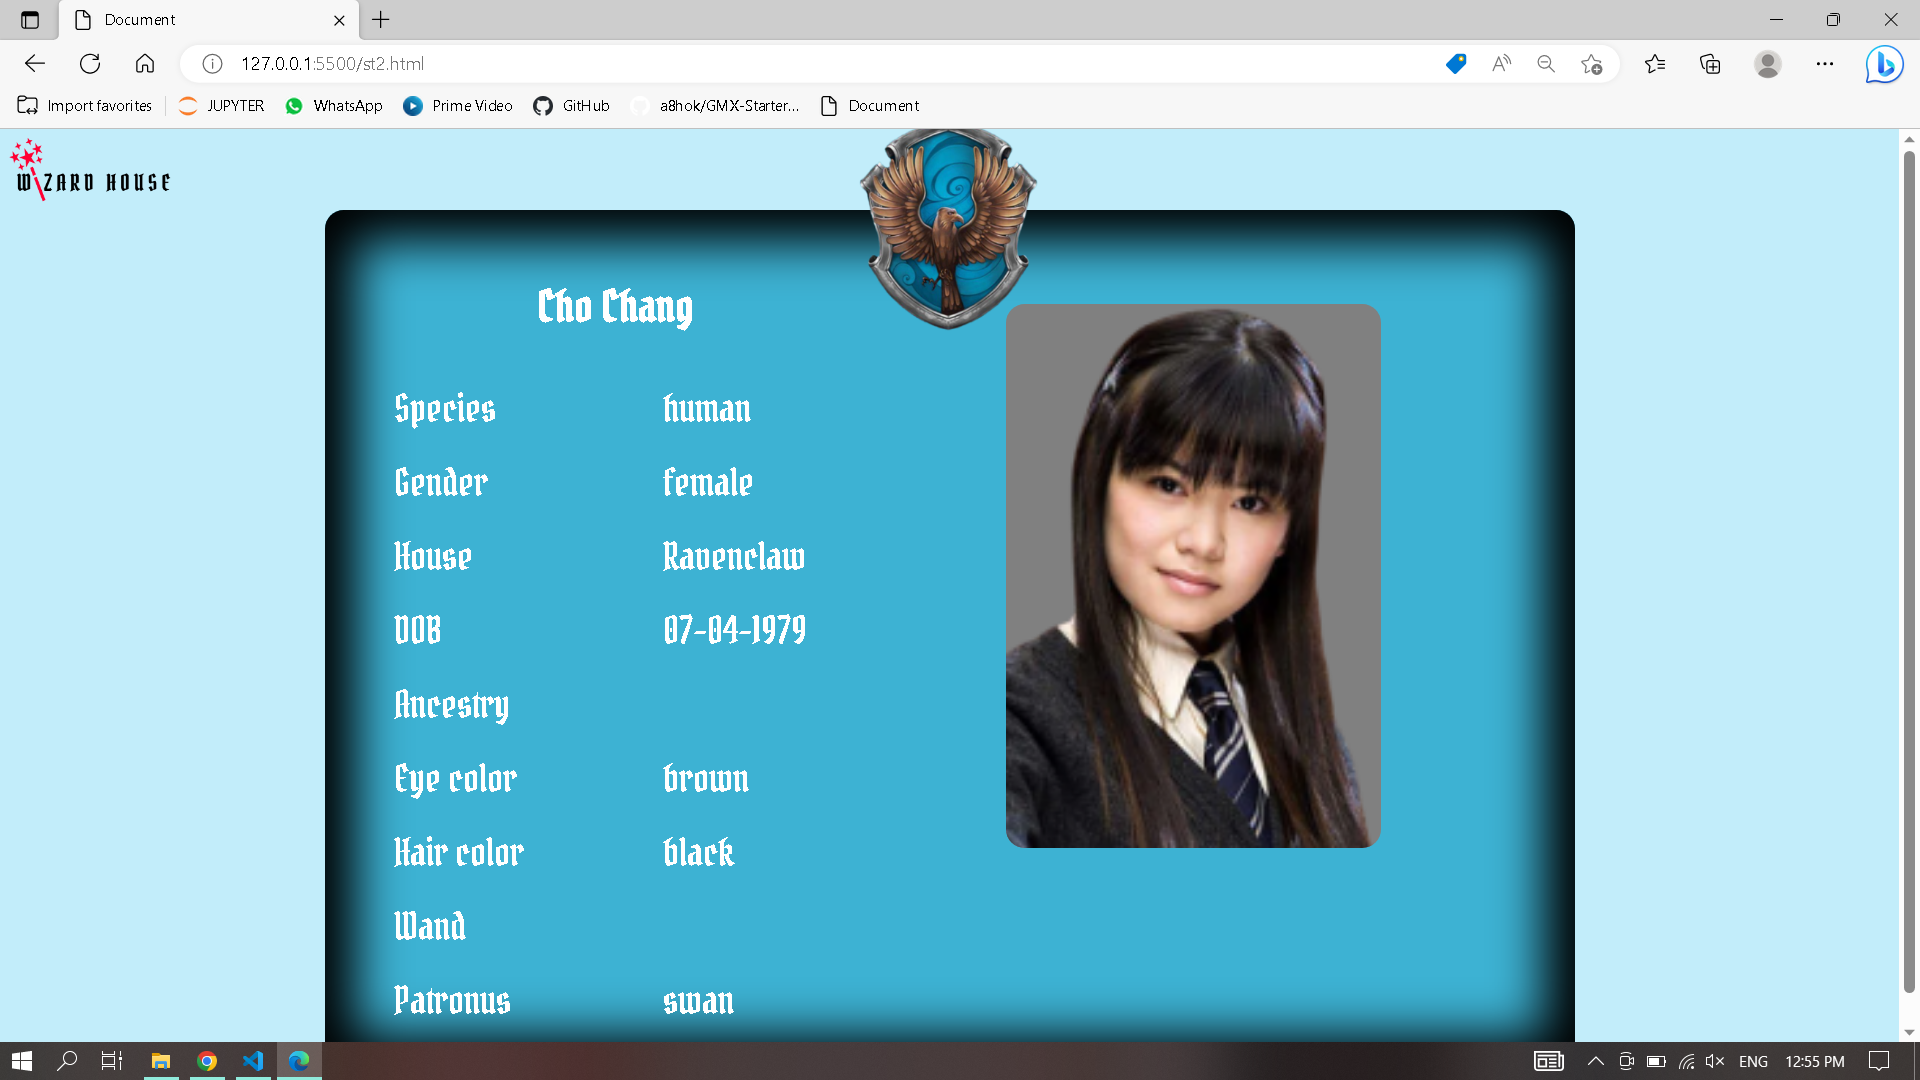 Document
127.0.0.1:5500/st2.html
Import favorites JUPYTER WhatsApp Prime Video GitHub a8hok/GMX-Starter... Document
WIZARD HOUSE
Cho Chang
Species human
Gender female
House Ravenclaw
DOB 07-04-1979
Ancestry
Eye color brown
Hair color black
Wand
Patronus swan
ENG 12:55 PM